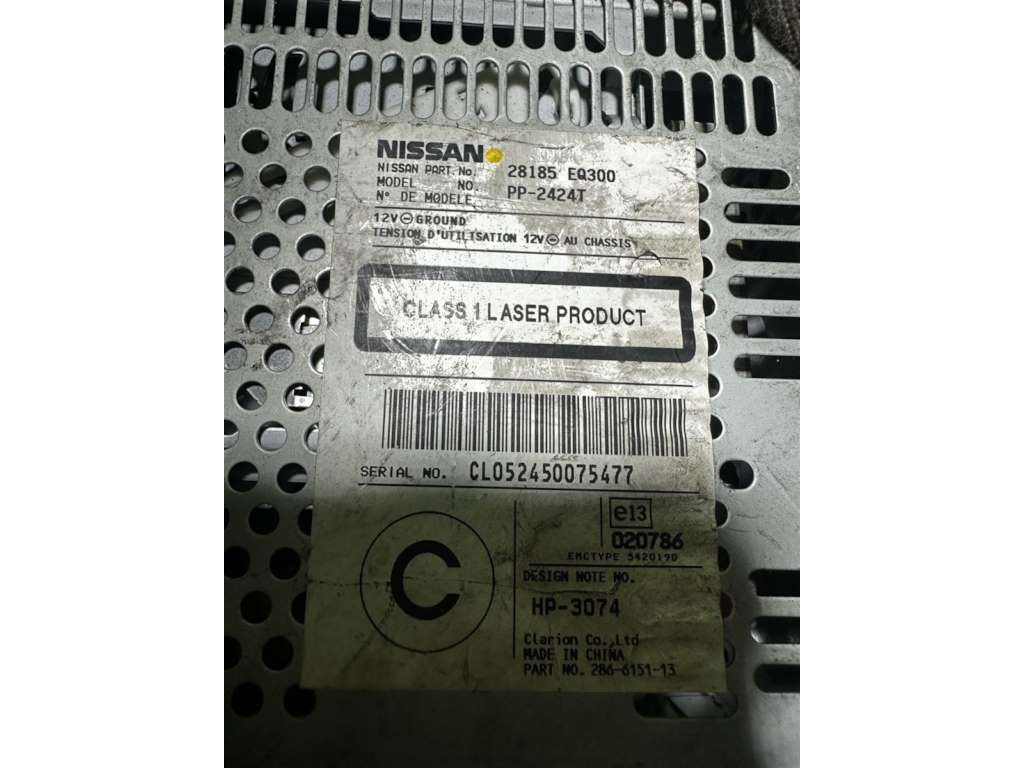 NISSAN
NISSAN PART. No. 28185 EQ300
MODEL NO. PP-2424T
N° DE MODÈLE
12V⊖GROUND
TENSION D'UTILISATION 12V⊖ AU CHASSIS
CLASS 1 LASER PRODUCT
SERIAL NO. CL052450075477
C
e13
020786
EMCTYPE 542019D
DESIGN NOTE NO.
HP-3074
Clarion Co.,Ltd
MADE IN CHINA
PART NO. 286-6151-13